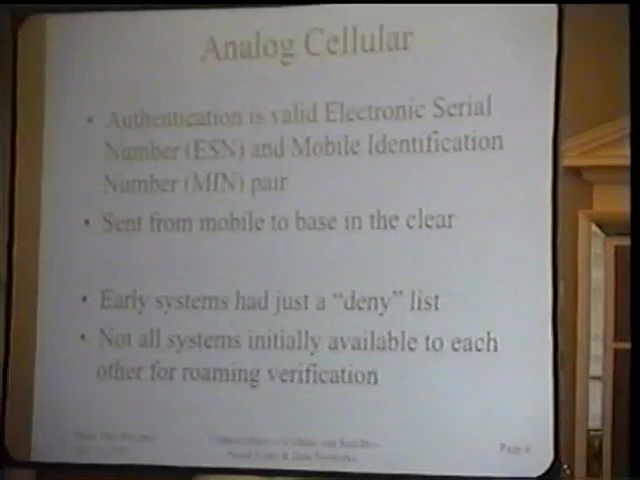 Analog Cellular
• Authentication is valid Electronic Serial
Number (ESN) and Mobile Identification
Number (MIN) pair
• Sent from mobile to base in the clear
• Early systems had just a “deny” list
• Not all systems initially available to each
other for roaming verification
Page